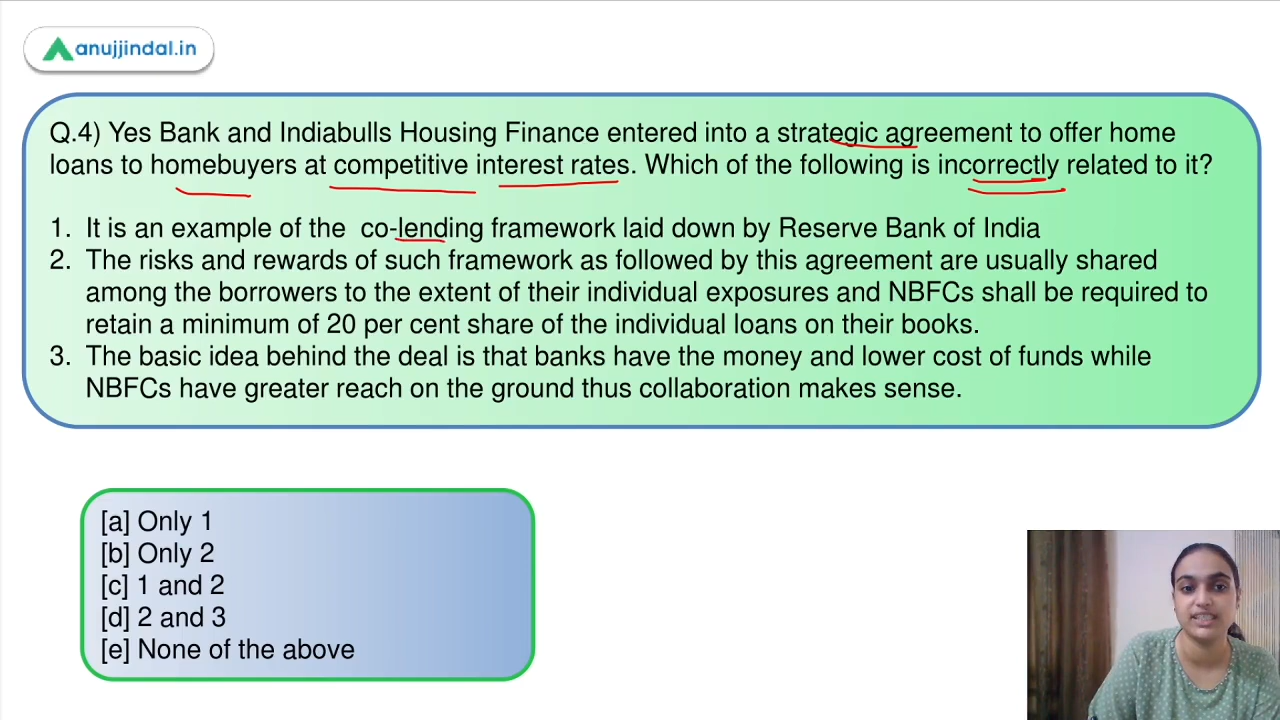 anujjindal.in
Q.4) Yes Bank and Indiabulls Housing Finance entered into a strategic agreement to offer home
loans to homebuyers at competitive interest rates. Which of the following is incorrectly related to it?
1. It is an example of the co-lending framework laid down by Reserve Bank of India
2. The risks and rewards of such framework as followed by this agreement are usually shared
among the borrowers to the extent of their individual exposures and NBFCs shall be required to
retain a minimum of 20 per cent share of the individual loans on their books.
3. The basic idea behind the deal is that banks have the money and lower cost of funds while
NBFCs have greater reach on the ground thus collaboration makes sense.
[a] Only 1
[b] Only 2
[c] 1 and 2
[d] 2 and 3
[e] None of the above